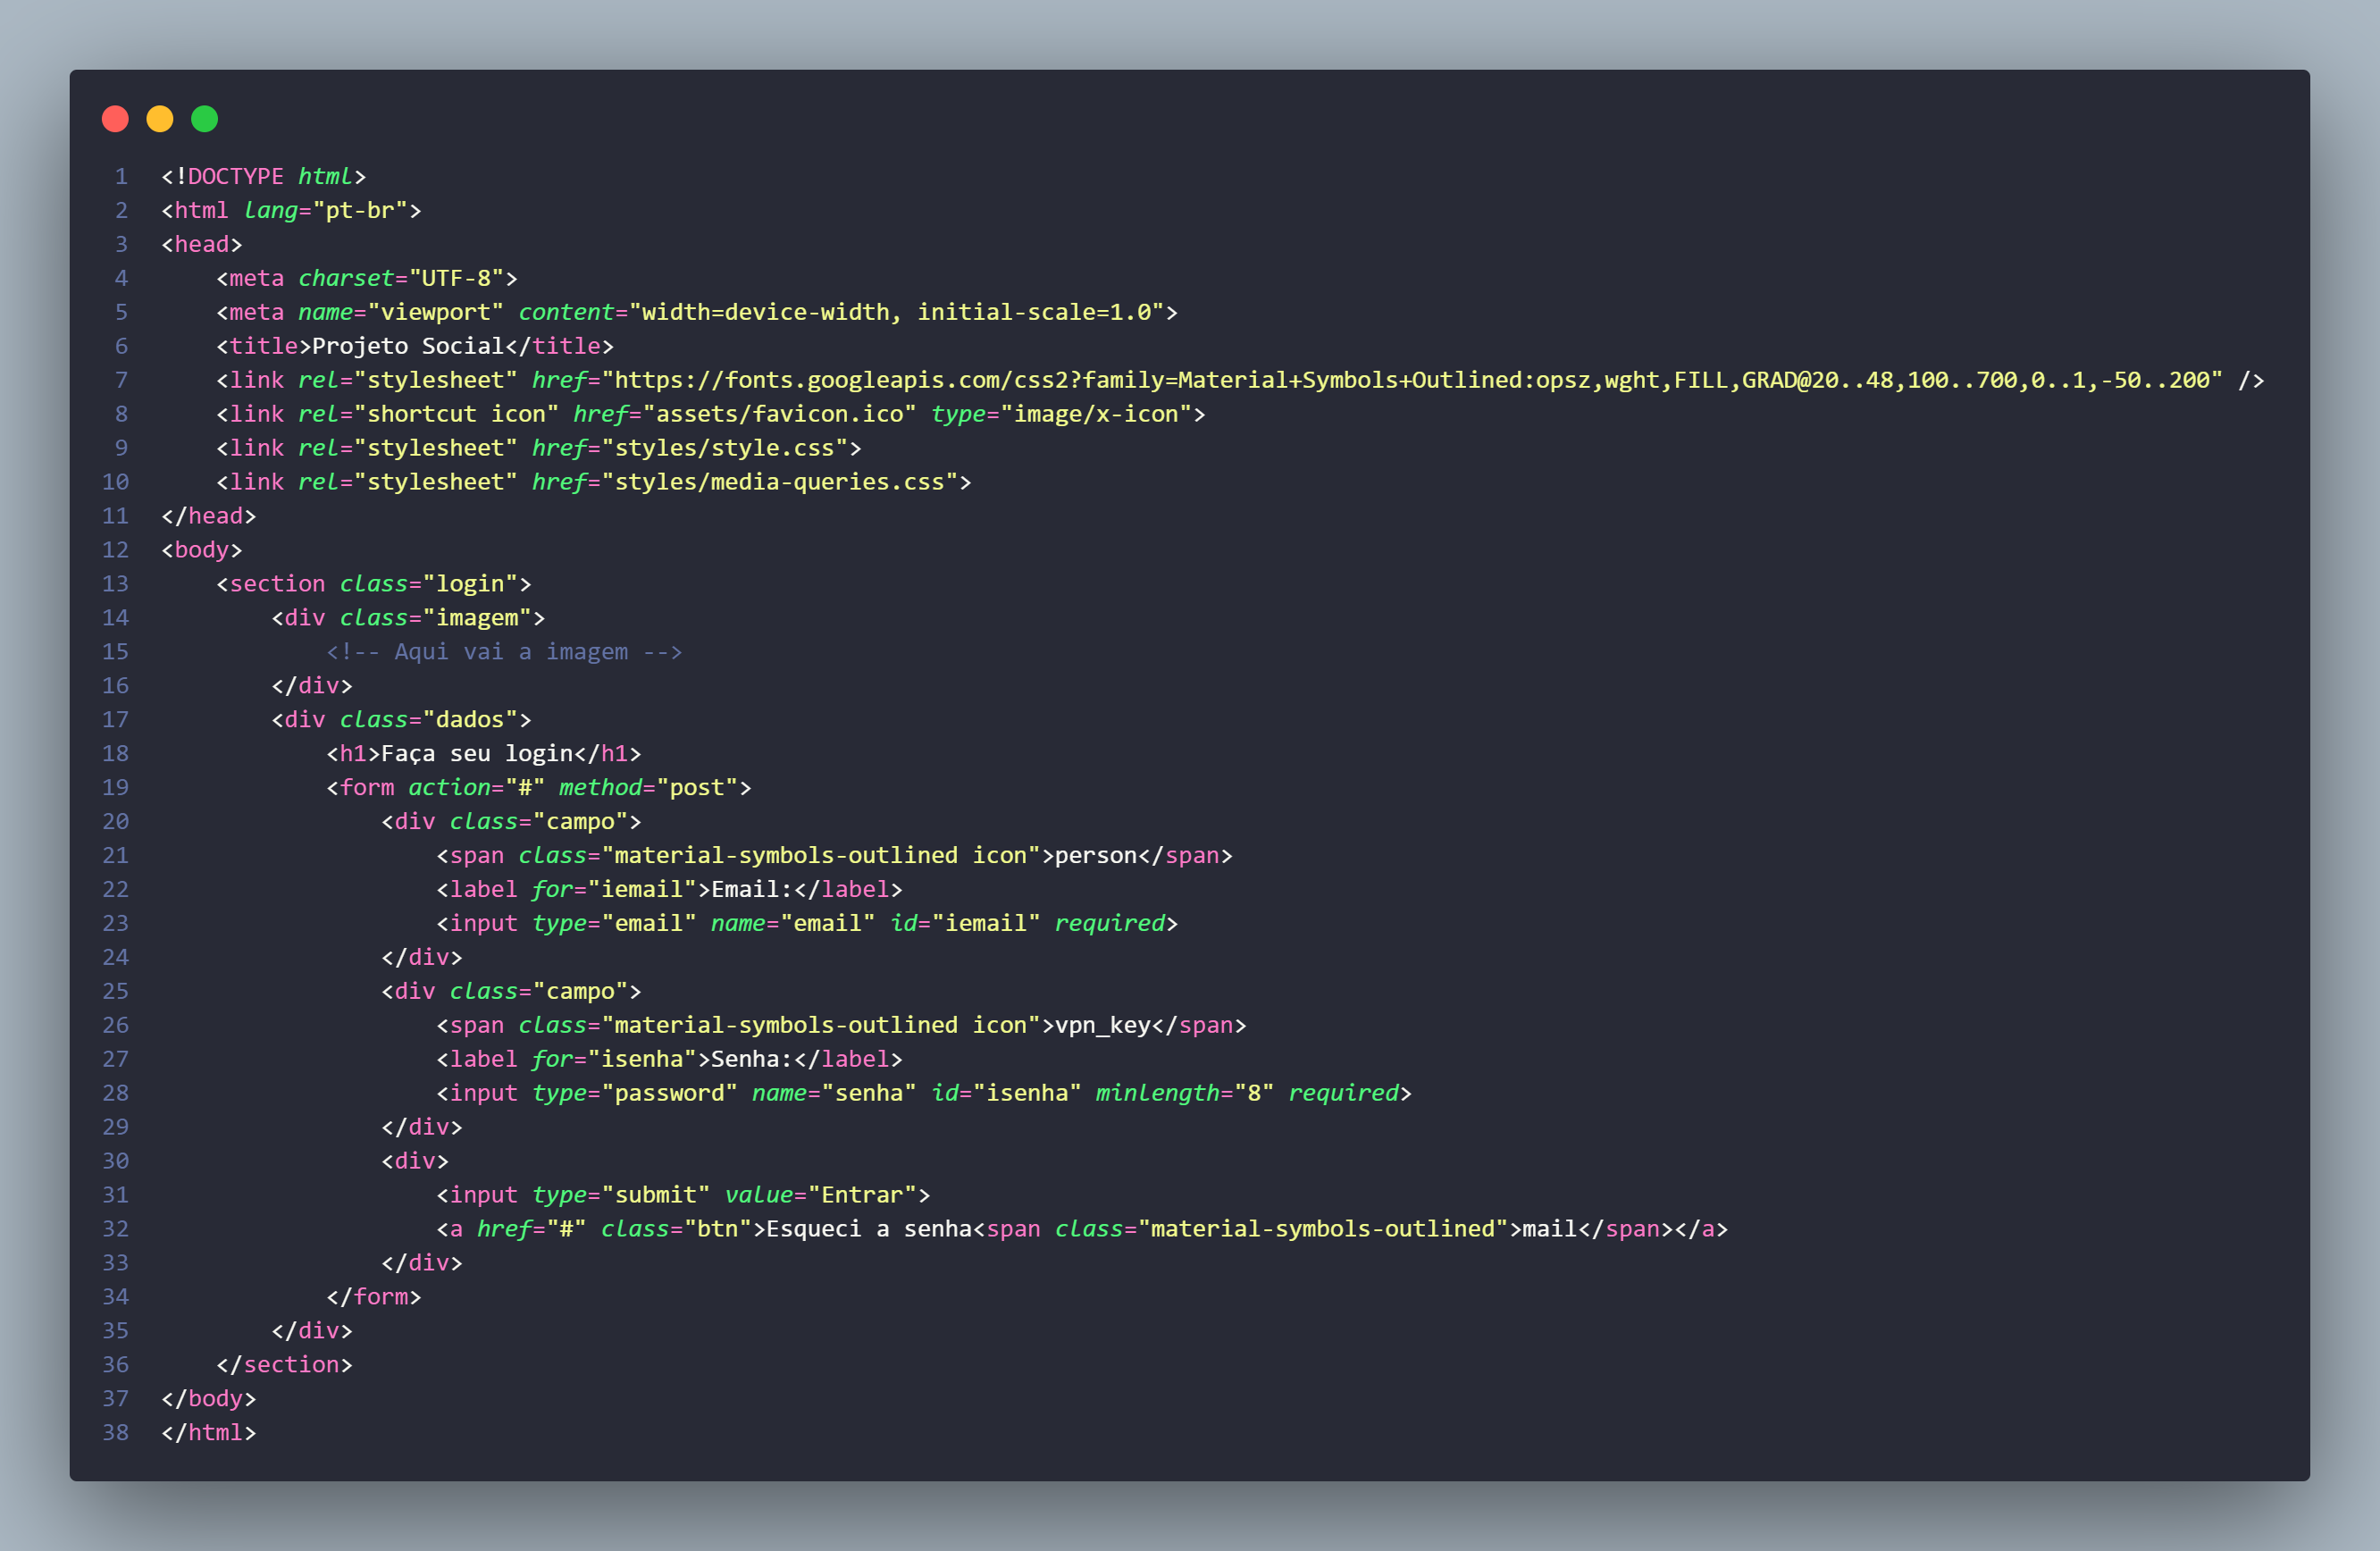 1 <!DOCTYPE html>
2 <html lang="pt-br">
3 <head>
4     <meta charset="UTF-8">
5     <meta name="viewport" content="width=device-width, initial-scale=1.0">
6     <title>Projeto Social</title>
7     <link rel="stylesheet" href="https://fonts.googleapis.com/css2?family=Material+Symbols+Outlined:opsz,wght,FILL,GRAD@20..48,100..700,0..1,-50..200" />
8     <link rel="shortcut icon" href="assets/favicon.ico" type="image/x-icon">
9     <link rel="stylesheet" href="styles/style.css">
10     <link rel="stylesheet" href="styles/media-queries.css">
11 </head>
12 <body>
13     <section class="login">
14         <div class="imagem">
15             <!-- Aqui vai a imagem -->
16         </div>
17         <div class="dados">
18             <h1>Faça seu login</h1>
19             <form action="#" method="post">
20                 <div class="campo">
21                     <span class="material-symbols-outlined icon">person</span>
22                     <label for="iemail">Email:</label>
23                     <input type="email" name="email" id="iemail" required>
24                 </div>
25                 <div class="campo">
26                     <span class="material-symbols-outlined icon">vpn_key</span>
27                     <label for="isenha">Senha:</label>
28                     <input type="password" name="senha" id="isenha" minlength="8" required>
29                 </div>
30                 <div>
31                     <input type="submit" value="Entrar">
32                     <a href="#" class="btn">Esqueci a senha<span class="material-symbols-outlined">mail</span></a>
33                 </div>
34             </form>
35         </div>
36     </section>
37 </body>
38 </html>